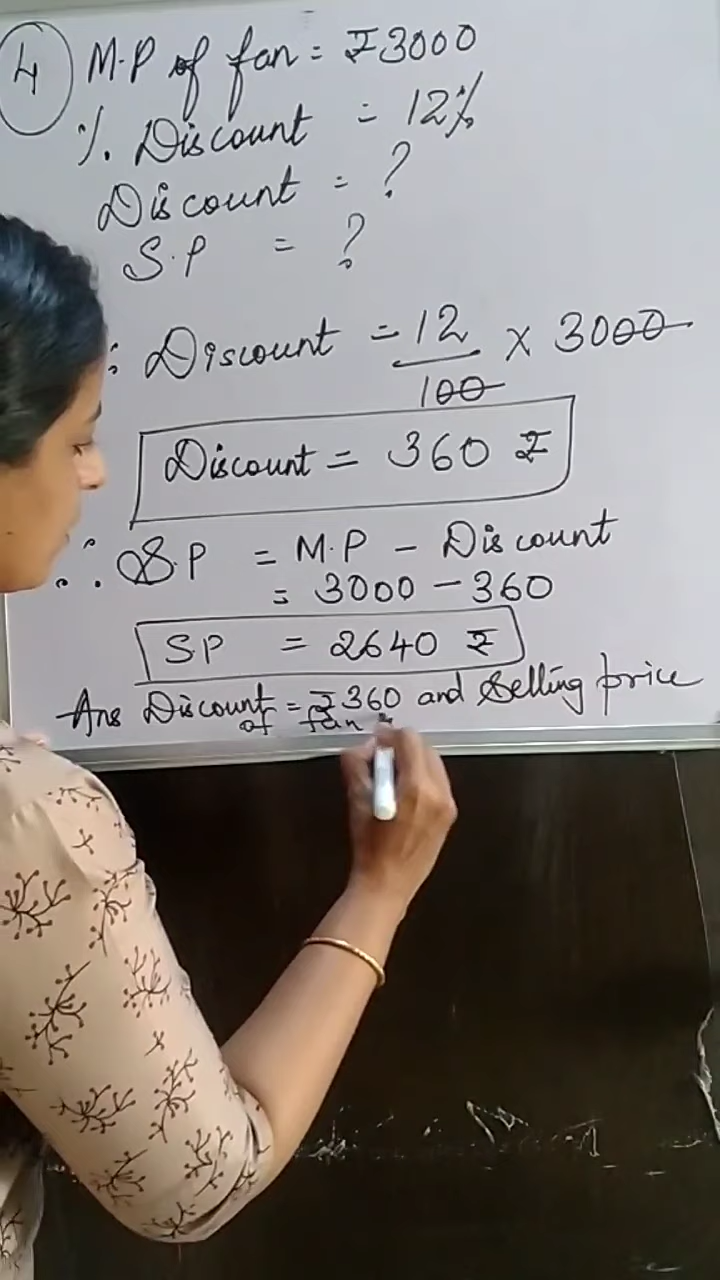 4 M.P of fan = ₹3000
% Discount = 12%
Discount = ?
S.P = ?
: Discount = 12/100 × 3000
Discount = 360 ₹
∴ S.P = M.P – Discount
= 3000 – 360
SP = 2640 ₹
Ans Discount = ₹360 and Selling price
of fan